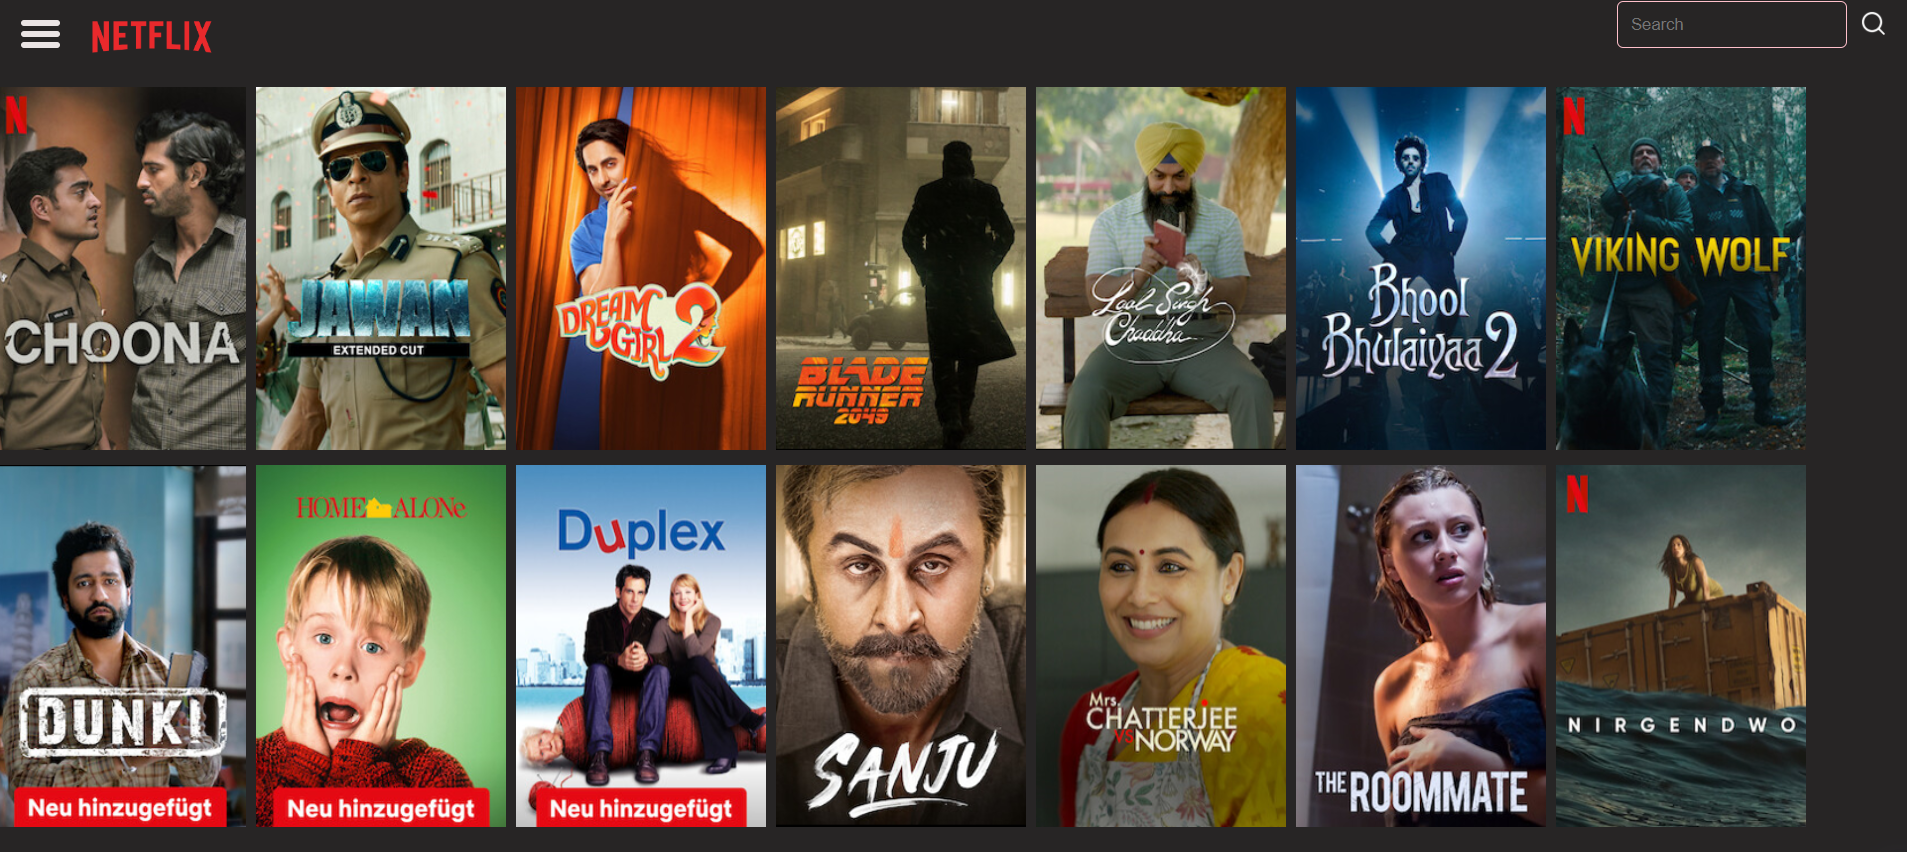 NETFLIX
Search
N
CHOONA
JAWAN
EXTENDED CUT
DREAM
GIRL 2
BLADE
RUNNER
2049
Laal Singh
Chaddha
Bhool
Bhulaiyaa 2
N
VIKING WOLF
DUNKI
Neu hinzugefügt
HOME ALONe
Neu hinzugefügt
Duplex
Neu hinzugefügt
SANJU
Mrs.
CHATTERJEE
VS NORWAY
THE ROOMMATE
N
NIRGENDWO